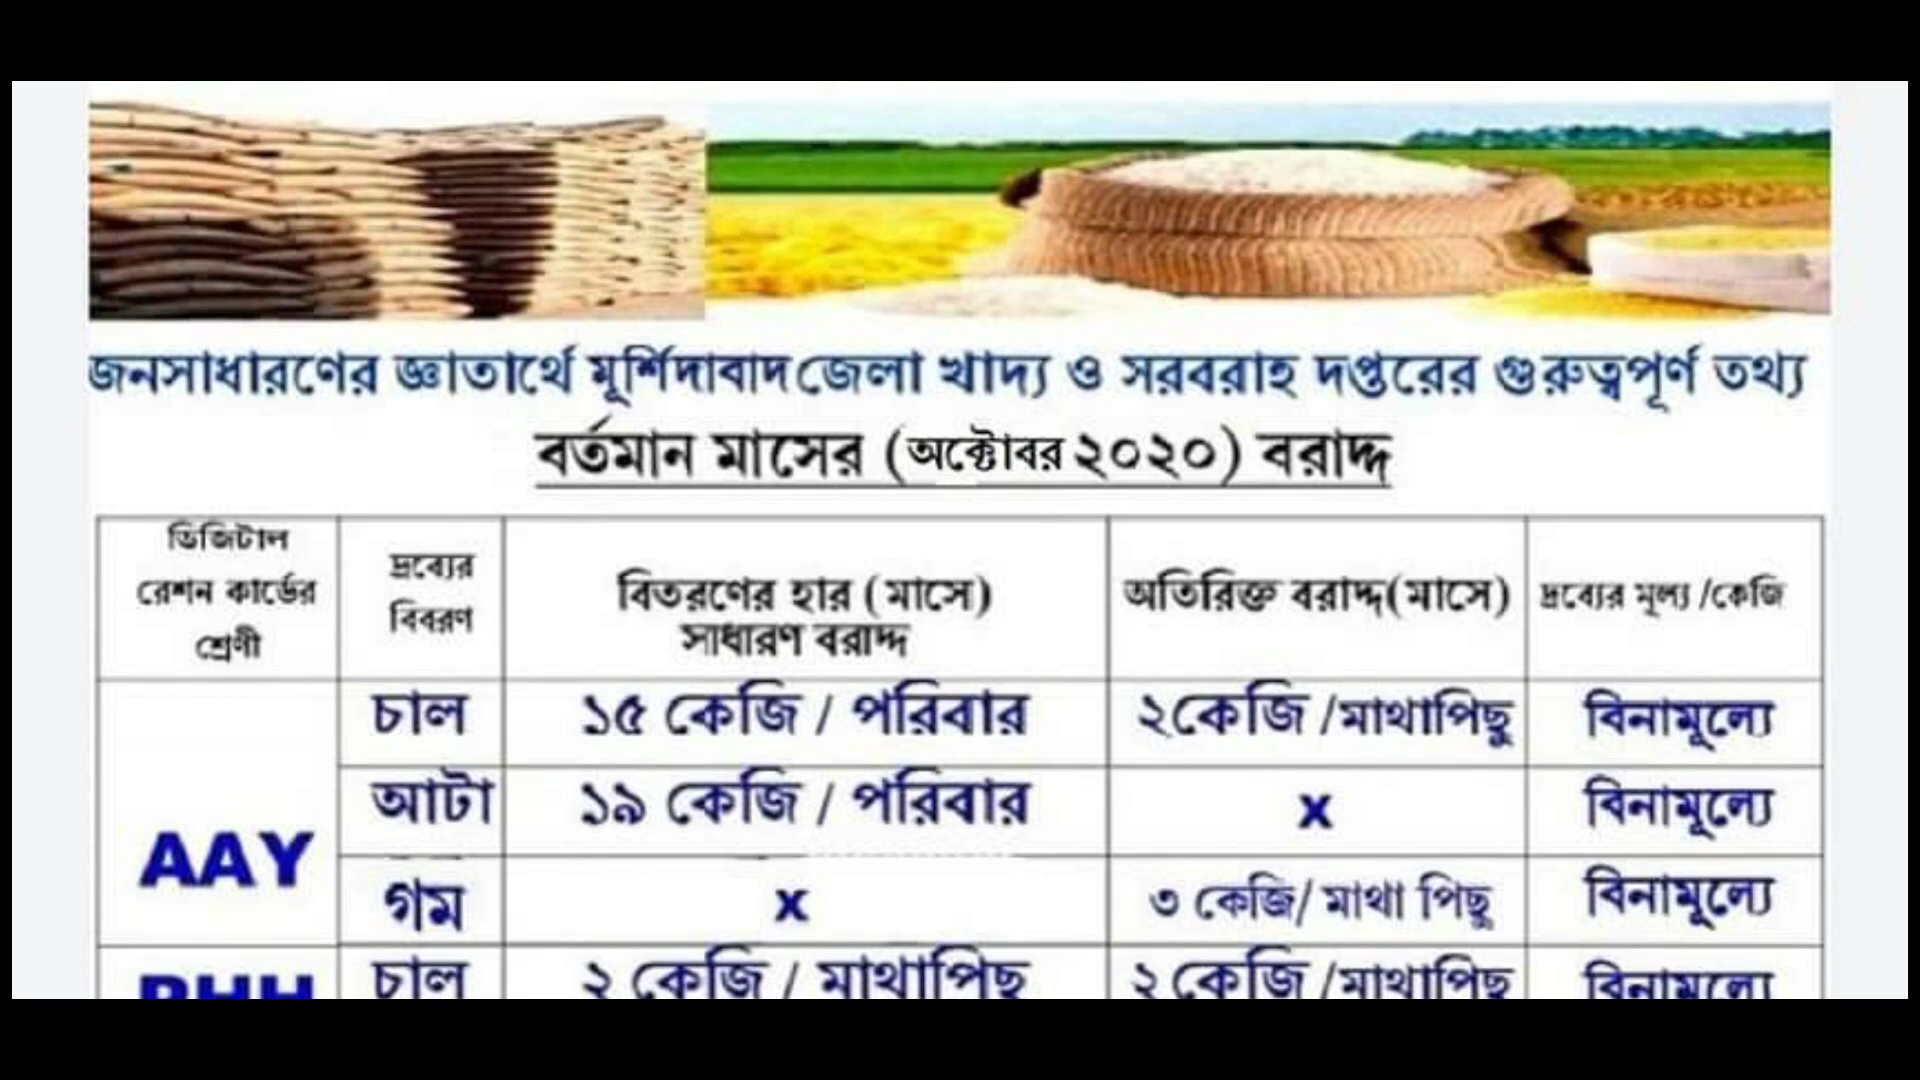 জনসাধারণের জ্ঞাতার্থে মূর্শিদাবাদ জেলা খাদ্য ও সরবরাহ দপ্তরের গুরুত্বপূর্ণ তথ্য
বর্তমান মাসের (অক্টোবর ২০২০) বরাদ্দ
ডিজিটাল রেশন কার্ডের শ্রেণী দ্রব্যের বিবরণ বিতরণের হার (মাসে) সাধারণ বরাদ্দ অতিরিক্ত বরাদ্দ(মাসে) দ্রব্যের মূল্য /কেজি
AAY চাল ১৫ কেজি / পরিবার ২কেজি /মাথাপিছু বিনামূল্যে
আটা ১৯ কেজি / পরিবার x বিনামূল্যে
গম x ৩ কেজি/ মাথা পিছু বিনামূল্যে
চাল ২ কেজি / মাথাপিছু ২ কেজি /মাথাপিছু বিনামূল্যে